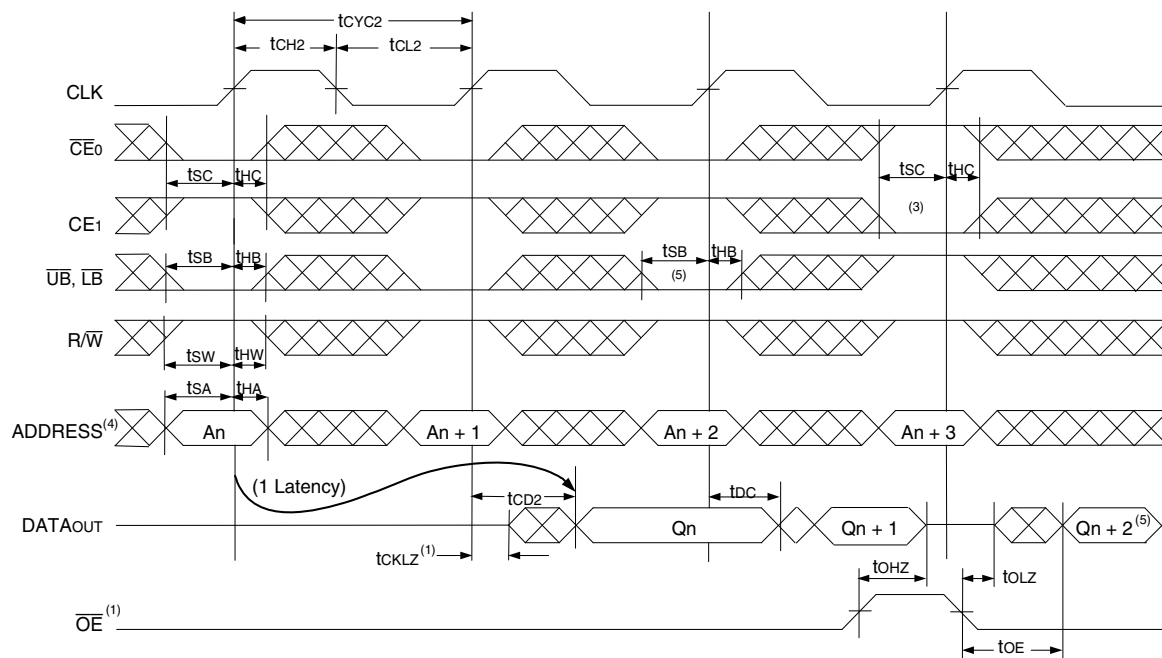 tCYC2
tCH2
tCL2
CLK
CE0
tSC
tHC
tSC
tHC
(3)
CE1
tSB
tHB
tSB
tHB
(5)
UB, LB
R/W
tSW
tHW
tSA
tHA
ADDRESS(4)
An
An + 1
An + 2
An + 3
(1 Latency)
tCD2
tDC
DATAOUT
Qn
Qn + 1
Qn + 2(5)
tCKLZ(1)
tOHZ
tOLZ
OE(1)
tOE